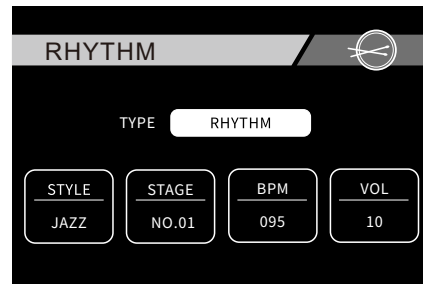 RHYTHM
TYPE RHYTHM
STYLE STAGE BPM VOL
JAZZ NO.01 095 10